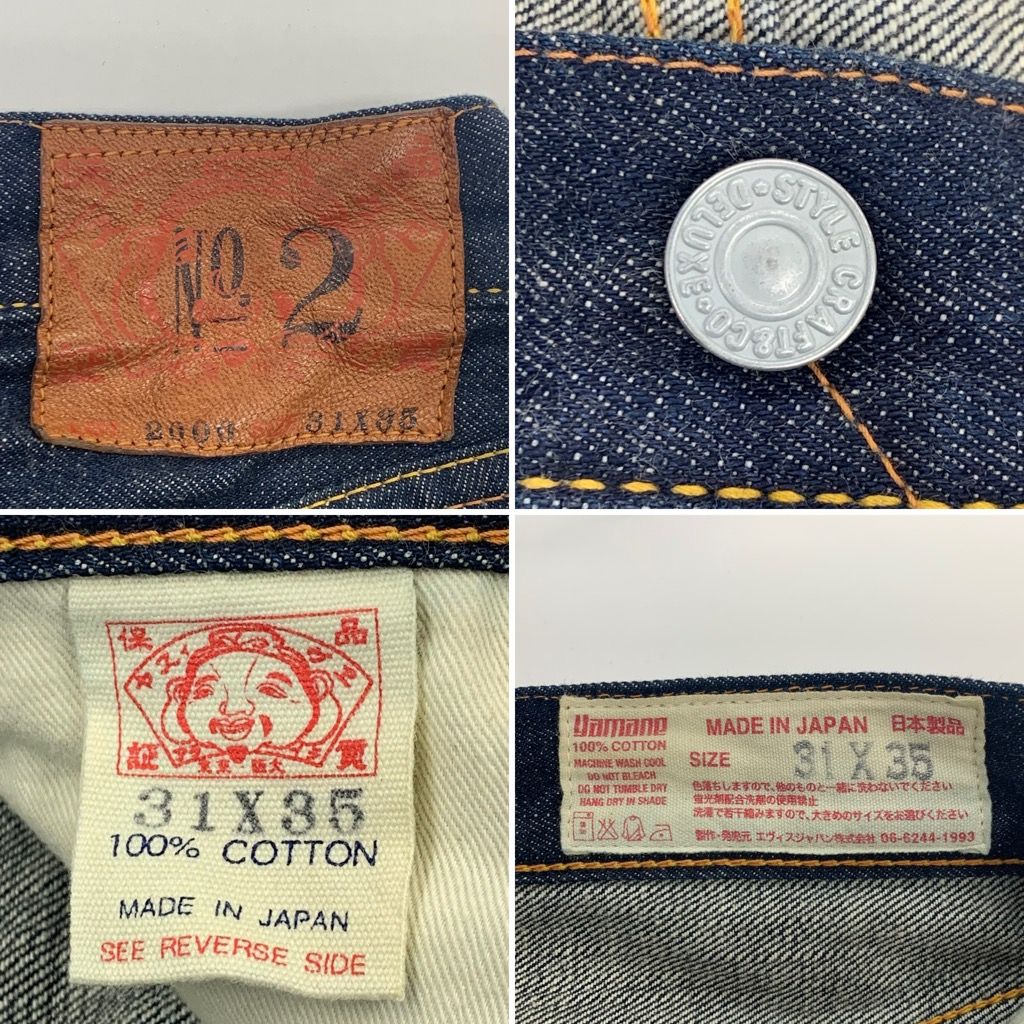 No. 2
2000 31X35
STYLE CRAFT&CO·DELUXE·
保 品
証 質
31X35
100% COTTON
MADE IN JAPAN
SEE REVERSE SIDE
Yamane MADE IN JAPAN 日本製品
100% COTTON
MACHINE WASH COOL
DO NOT BLEACH
DO NOT TUMBLE DRY
HANG DRY IN SHADE
SIZE 31 X 35
色落ちしますので、他のものと一緒に洗わないでください
蛍光剤配合洗剤の使用禁止
洗濯で若干縮みますので、大きめのサイズをお選びください
製作・発売元 エヴィスジャパン株式会社 06-6244-1993